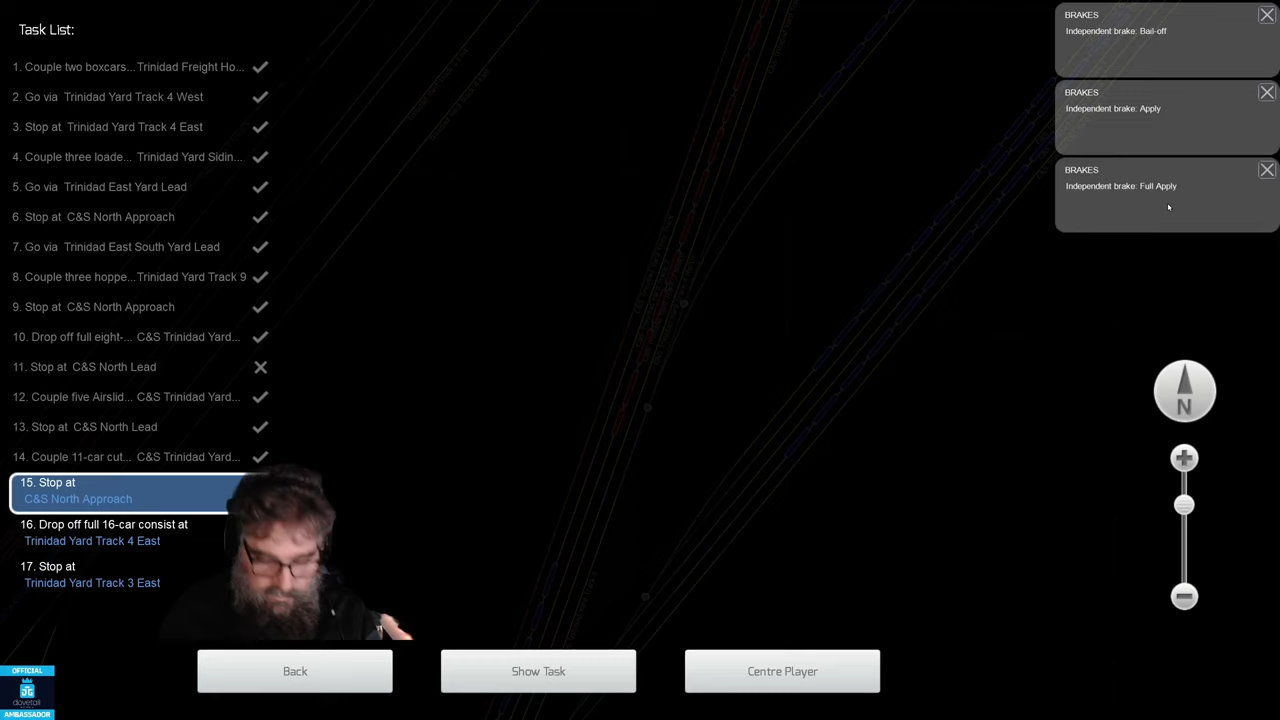 Task List:
1. Couple two boxcars... Trinidad Freight Ho...
2. Go via Trinidad Yard Track 4 West
3. Stop at Trinidad Yard Track 4 East
4. Couple three loade... Trinidad Yard Sidin...
5. Go via Trinidad East Yard Lead
6. Stop at C&S North Approach
7. Go via Trinidad East South Yard Lead
8. Couple three hoppe... Trinidad Yard Track 9
9. Stop at C&S North Approach
10. Drop off full eight-... C&S Trinidad Yard...
11. Stop at C&S North Lead
12. Couple five Airslid... C&S Trinidad Yard...
13. Stop at C&S North Lead
14. Couple 11-car cut... C&S Trinidad Yard...
15. Stop at
C&S North Approach
16. Drop off full 16-car consist at
Trinidad Yard Track 4 East
17. Stop at
Trinidad Yard Track 3 East
BRAKES
Independent brake: Bail-off
BRAKES
Independent brake: Apply
BRAKES
Independent brake: Full Apply
N
Back
Show Task
Centre Player
OFFICIAL
dovetail
AMBASSADOR